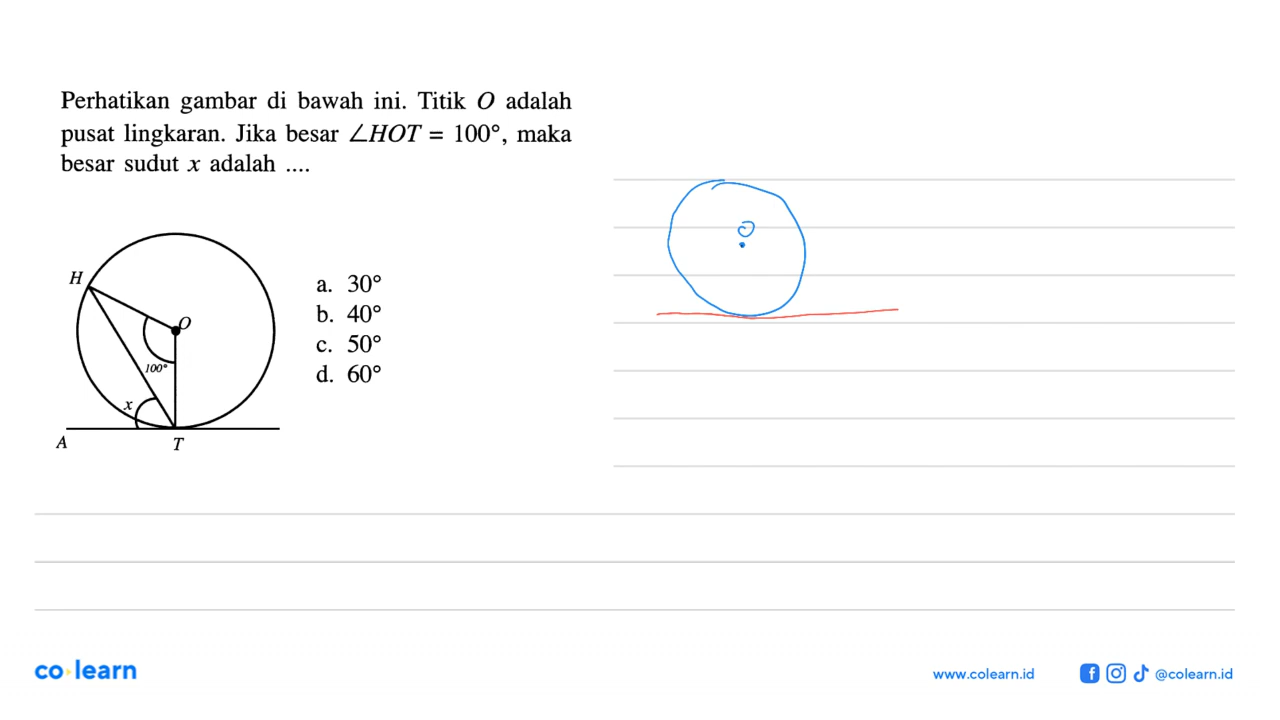 Perhatikan gambar di bawah ini. Titik O adalah
pusat lingkaran. Jika besar ∠HOT = 100°, maka
besar sudut x adalah ....
H
O
100°
x
A
T
a. 30°
b. 40°
c. 50°
d. 60°
O
co learn
www.colearn.id
@colearn.id